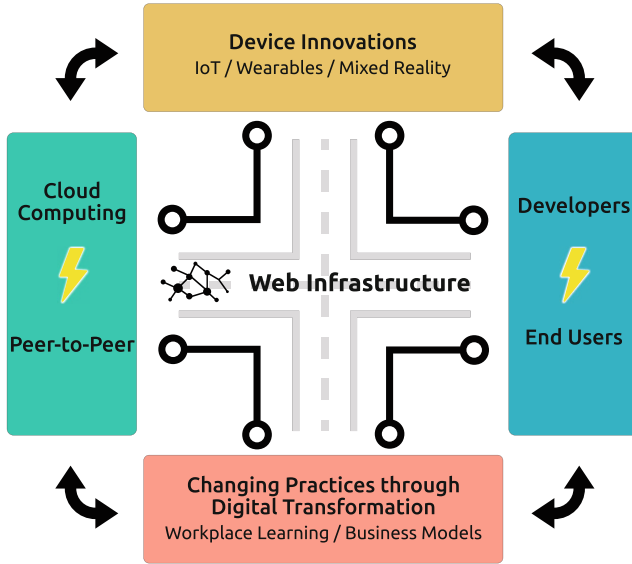 Device Innovations
IoT / Wearables / Mixed Reality
Cloud
Computing
Peer-to-Peer
Web Infrastructure
Developers
End Users
Changing Practices through
Digital Transformation
Workplace Learning / Business Models